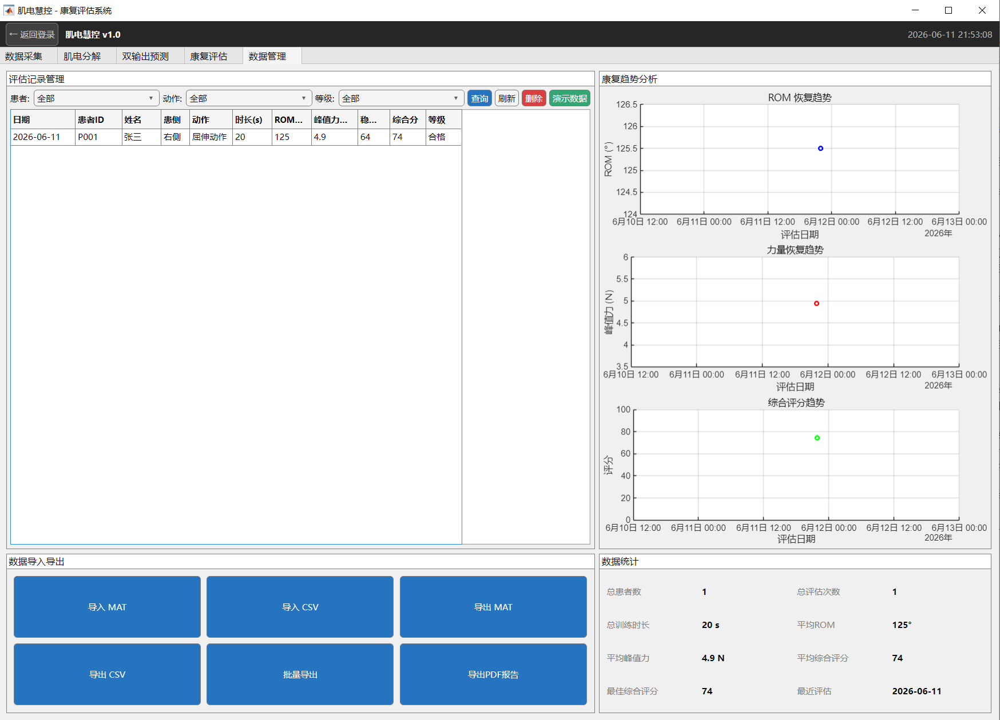 肌电慧控 - 康复评估系统
← 返回登录 肌电慧控 v1.0 2026-06-11 21:53:08
数据采集 肌电分解 双输出预测 康复评估 数据管理
评估记录管理
患者: 全部 动作: 全部 等级: 全部 查询 刷新 删除 演示数据
日期 患者ID 姓名 患侧 动作 时长(s) ROM... 峰值力... 稳... 综合分 等级
2026-06-11 P001 张三 右侧 屈伸动作 20 125 4.9 64 74 合格
康复趋势分析
ROM 恢复趋势
126.5
126
125.5
125
124.5
124
ROM (°)
6月10日 12:00 6月11日 00:00 6月11日 12:00 6月12日 00:00 6月12日 12:00 6月13日 00:00
评估日期 2026年
力量恢复趋势
6
5.5
5
4.5
4
3.5
峰值力 (N)
6月10日 12:00 6月11日 00:00 6月11日 12:00 6月12日 00:00 6月12日 12:00 6月13日 00:00
评估日期 2026年
综合评分趋势
100
80
60
40
20
0
评分
6月10日 12:00 6月11日 00:00 6月11日 12:00 6月12日 00:00 6月12日 12:00 6月13日 00:00
评估日期 2026年
数据导入导出
导入 MAT 导入 CSV 导出 MAT
导出 CSV 批量导出 导出PDF报告
数据统计
总患者数 1 总评估次数 1
总训练时长 20 s 平均ROM 125°
平均峰值力 4.9 N 平均综合评分 74
最佳综合评分 74 最近评估 2026-06-11